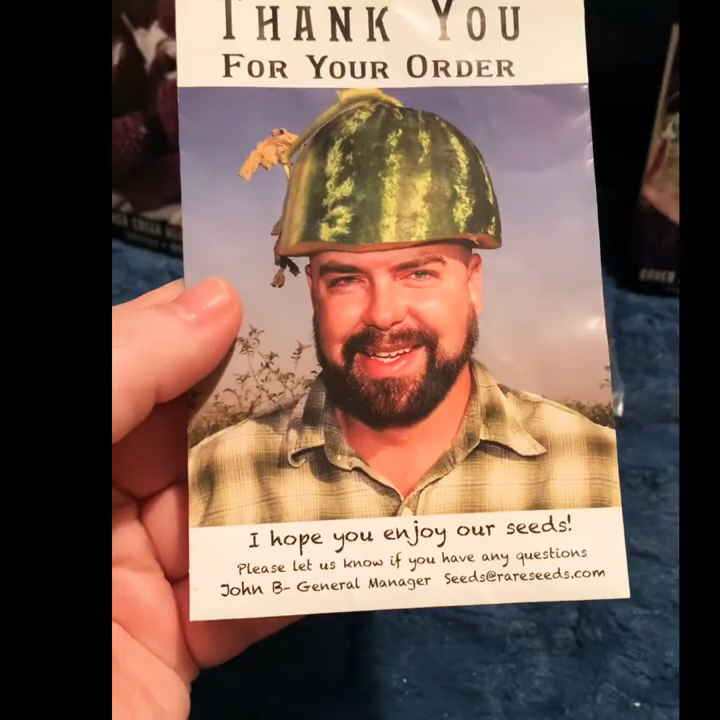 THANK YOU
FOR YOUR ORDER
I hope you enjoy our seeds!
Please let us know if you have any questions
John B- General Manager Seeds@rareseeds.com